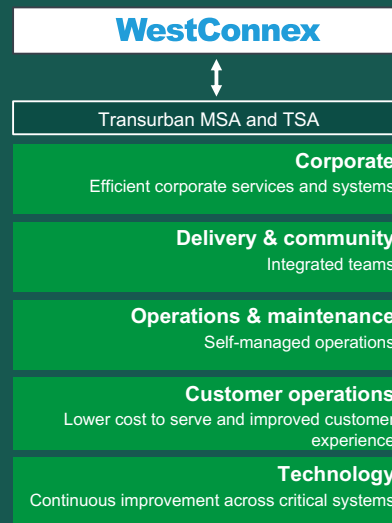 WestConnex
Transurban MSA and TSA
Corporate
Efficient corporate services and systems
Delivery & community
Integrated teams
Operations & maintenance
Self-managed operations
Customer operations
Lower cost to serve and improved customer
experience
Technology
Continuous improvement across critical systems